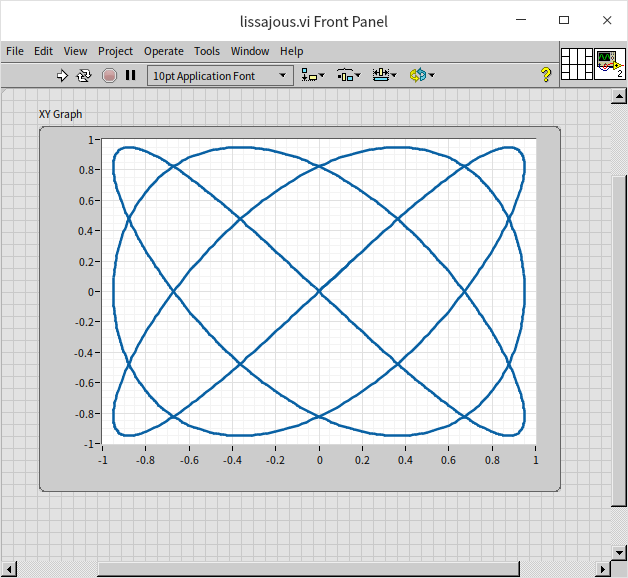 lissajous.vi Front Panel
File Edit View Project Operate Tools Window Help
10pt Application Font
?
2
XY Graph
1
0.8
0.6
0.4
0.2
0
-0.2
-0.4
-0.6
-0.8
-1
-1 -0.8 -0.6 -0.4 -0.2 0 0.2 0.4 0.6 0.8 1